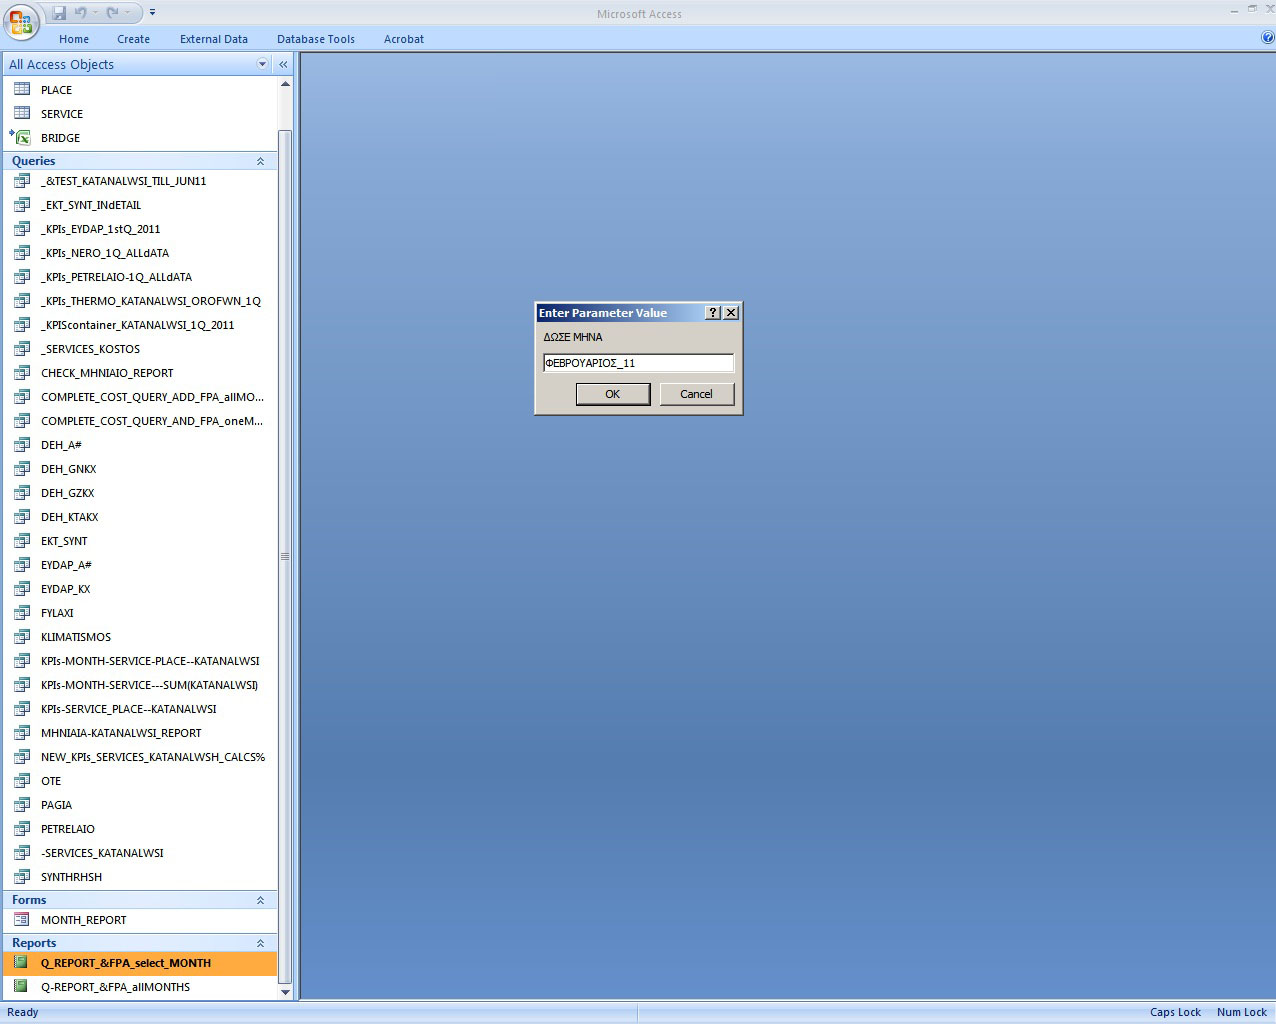 Microsoft Access
Home Create External Data Database Tools Acrobat
All Access Objects
PLACE
SERVICE
BRIDGE
Queries
_&TEST_KATANALWSI_TILL_JUN11
_EKT_SYNT_INdETAIL
_KPIs_EYDAP_1stQ_2011
_KPIs_NERO_1Q_ALLdATA
_KPIs_PETRELAIO-1Q_ALLdATA
_KPIs_THERMO_KATANALWSI_OROFWN_1Q
_KPIScontainer_KATANALWSI_1Q_2011
_SERVICES_KOSTOS
CHECK_MHNIAIO_REPORT
COMPLETE_COST_QUERY_ADD_FPA_allMO...
COMPLETE_COST_QUERY_AND_FPA_oneM...
DEH_A#
DEH_GNKX
DEH_GZKX
DEH_KTAKX
EKT_SYNT
EYDAP_A#
EYDAP_KX
FYLAXI
KLIMATISMOS
KPIs-MONTH-SERVICE-PLACE--KATANALWSI
KPIs-MONTH-SERVICE---SUM(KATANALWSI)
KPIs-SERVICE_PLACE--KATANALWSI
MHNIAIA-KATANALWSI_REPORT
NEW_KPIs_SERVICES_KATANALWSH_CALCS%
OTE
PAGIA
PETRELAIO
-SERVICES_KATANALWSI
SYNTHRHSH
Forms
MONTH_REPORT
Reports
Q_REPORT_&FPA_select_MONTH
Q-REPORT_&FPA_allMONTHS
Enter Parameter Value
ΔΩΣΕ ΜΗΝΑ
ΦΕΒΡΟΥΑΡΙΟΣ_11
OK Cancel
Ready Caps Lock Num Lock